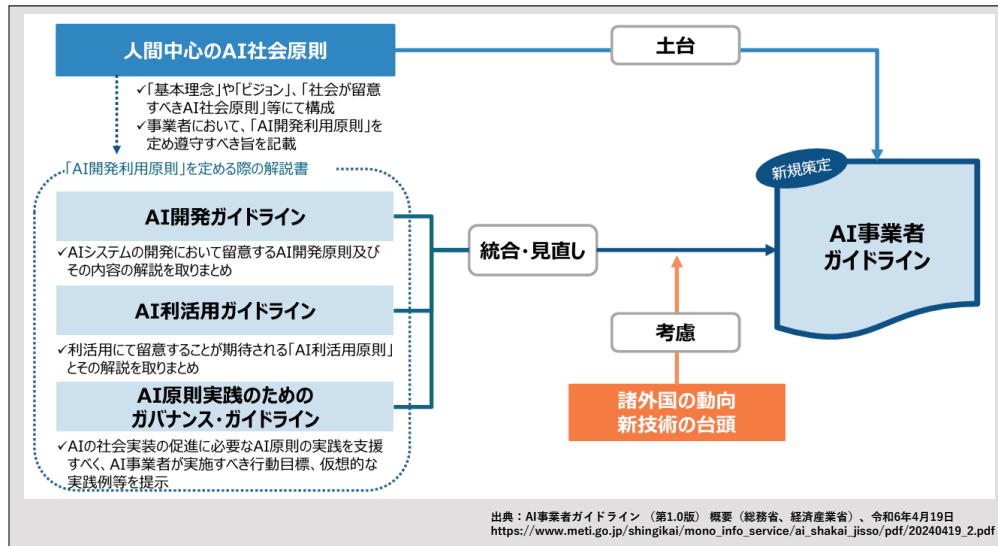 人間中心のAI社会原則
土台
✓「基本理念」や「ビジョン」、「社会が留意
すべきAI社会原則」等にて構成
✓事業者において、「AI開発利用原則」を
定め遵守すべき旨を記載
「AI開発利用原則」を定める際の解説書
新規策定
AI開発ガイドライン
✓AIシステムの開発において留意するAI開発原則及び
その内容の解説を取りまとめ
統合・見直し
AI事業者
ガイドライン
AI利活用ガイドライン
✓利活用にて留意することが期待される「AI利活用原則」
とその解説を取りまとめ
考慮
AI原則実践のための
ガバナンス・ガイドライン
諸外国の動向
新技術の台頭
✓AIの社会実装の促進に必要なAI原則の実践を支援
すべく、AI事業者が実施すべき行動目標、仮想的な
実践例等を提示
出典：AI事業者ガイドライン （第1.0版） 概要（総務省、経済産業省）、令和6年4月19日
https://www.meti.go.jp/shingikai/mono_info_service/ai_shakai_jisso/pdf/20240419_2.pdf